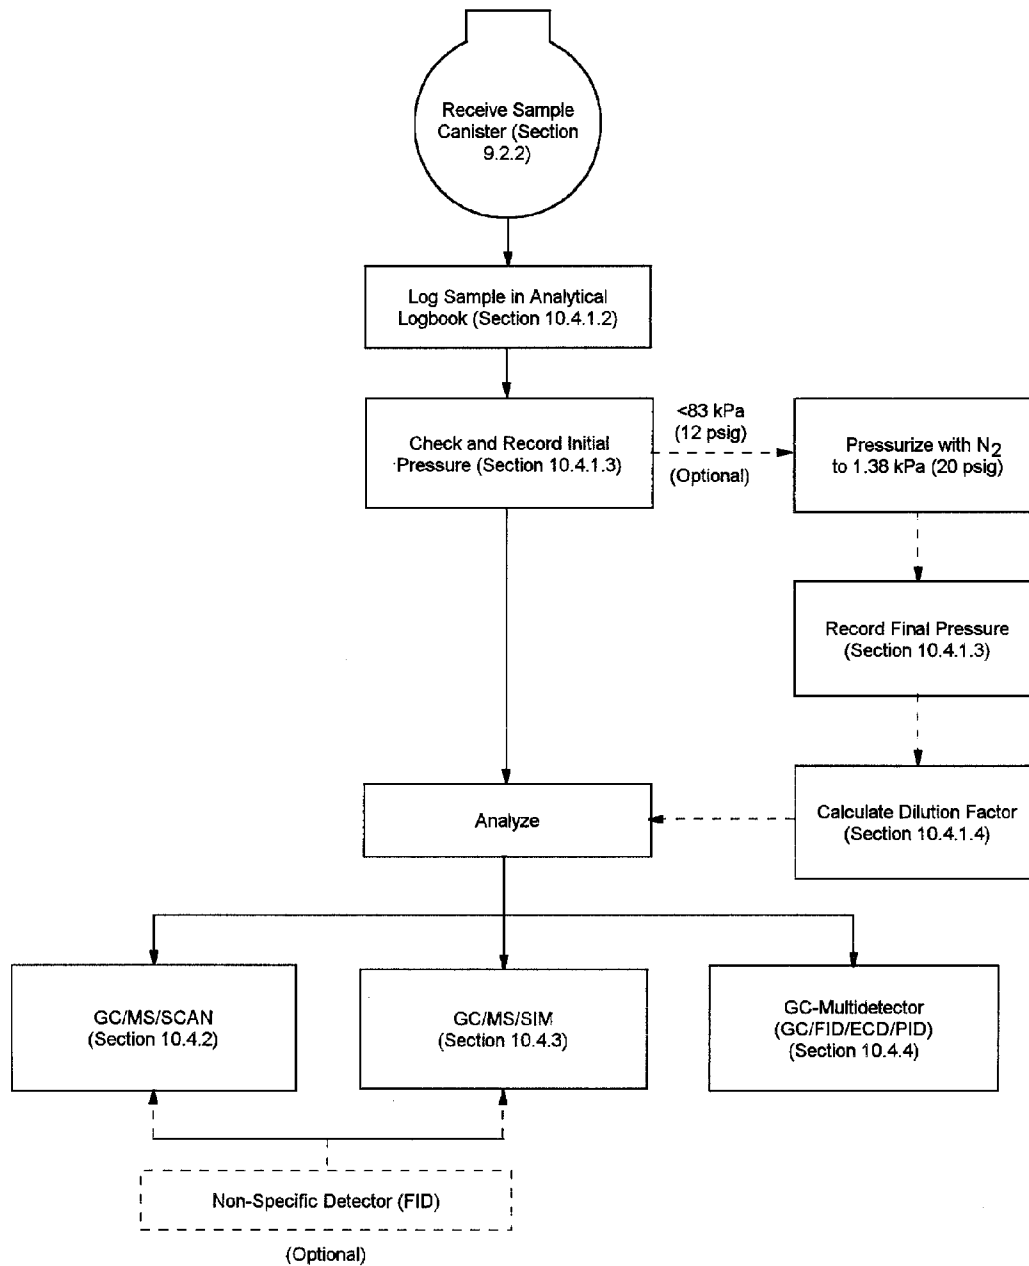 Receive Sample
Canister (Section
9.2.2)
Log Sample in Analytical
Logbook (Section 10.4.1.2)
Check and Record Initial
Pressure (Section 10.4.1.3)
<83 kPa
(12 psig)
(Optional)
Pressurize with N2
to 1.38 kPa (20 psig)
Record Final Pressure
(Section 10.4.1.3)
Calculate Dilution Factor
(Section 10.4.1.4)
Analyze
GC/MS/SCAN
(Section 10.4.2)
GC/MS/SIM
(Section 10.4.3)
GC-Multidetector
(GC/FID/ECD/PID)
(Section 10.4.4)
Non-Specific Detector (FID)
(Optional)